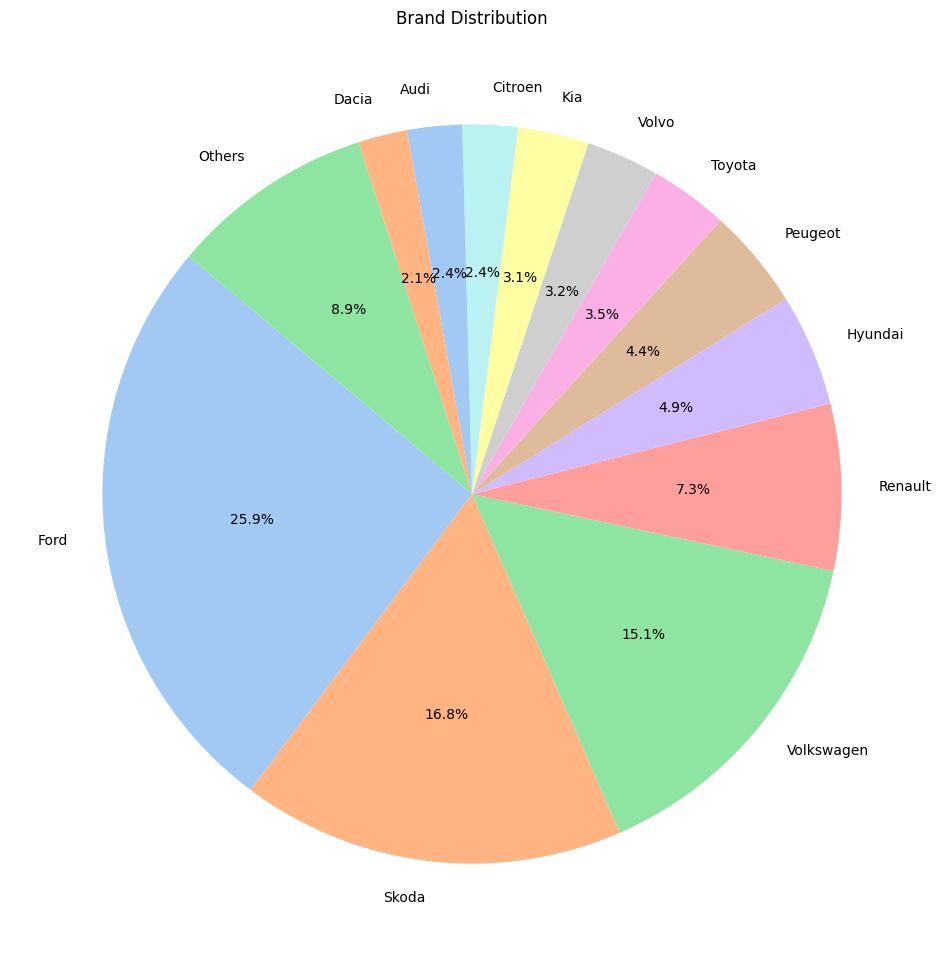 Brand Distribution
Ford
25.9%
Skoda
16.8%
Volkswagen
15.1%
Renault
7.3%
Hyundai
4.9%
Peugeot
4.4%
Toyota
3.5%
Volvo
3.2%
Kia
3.1%
Citroen
2.4%
Audi
2.4%
Dacia
2.1%
Others
8.9%